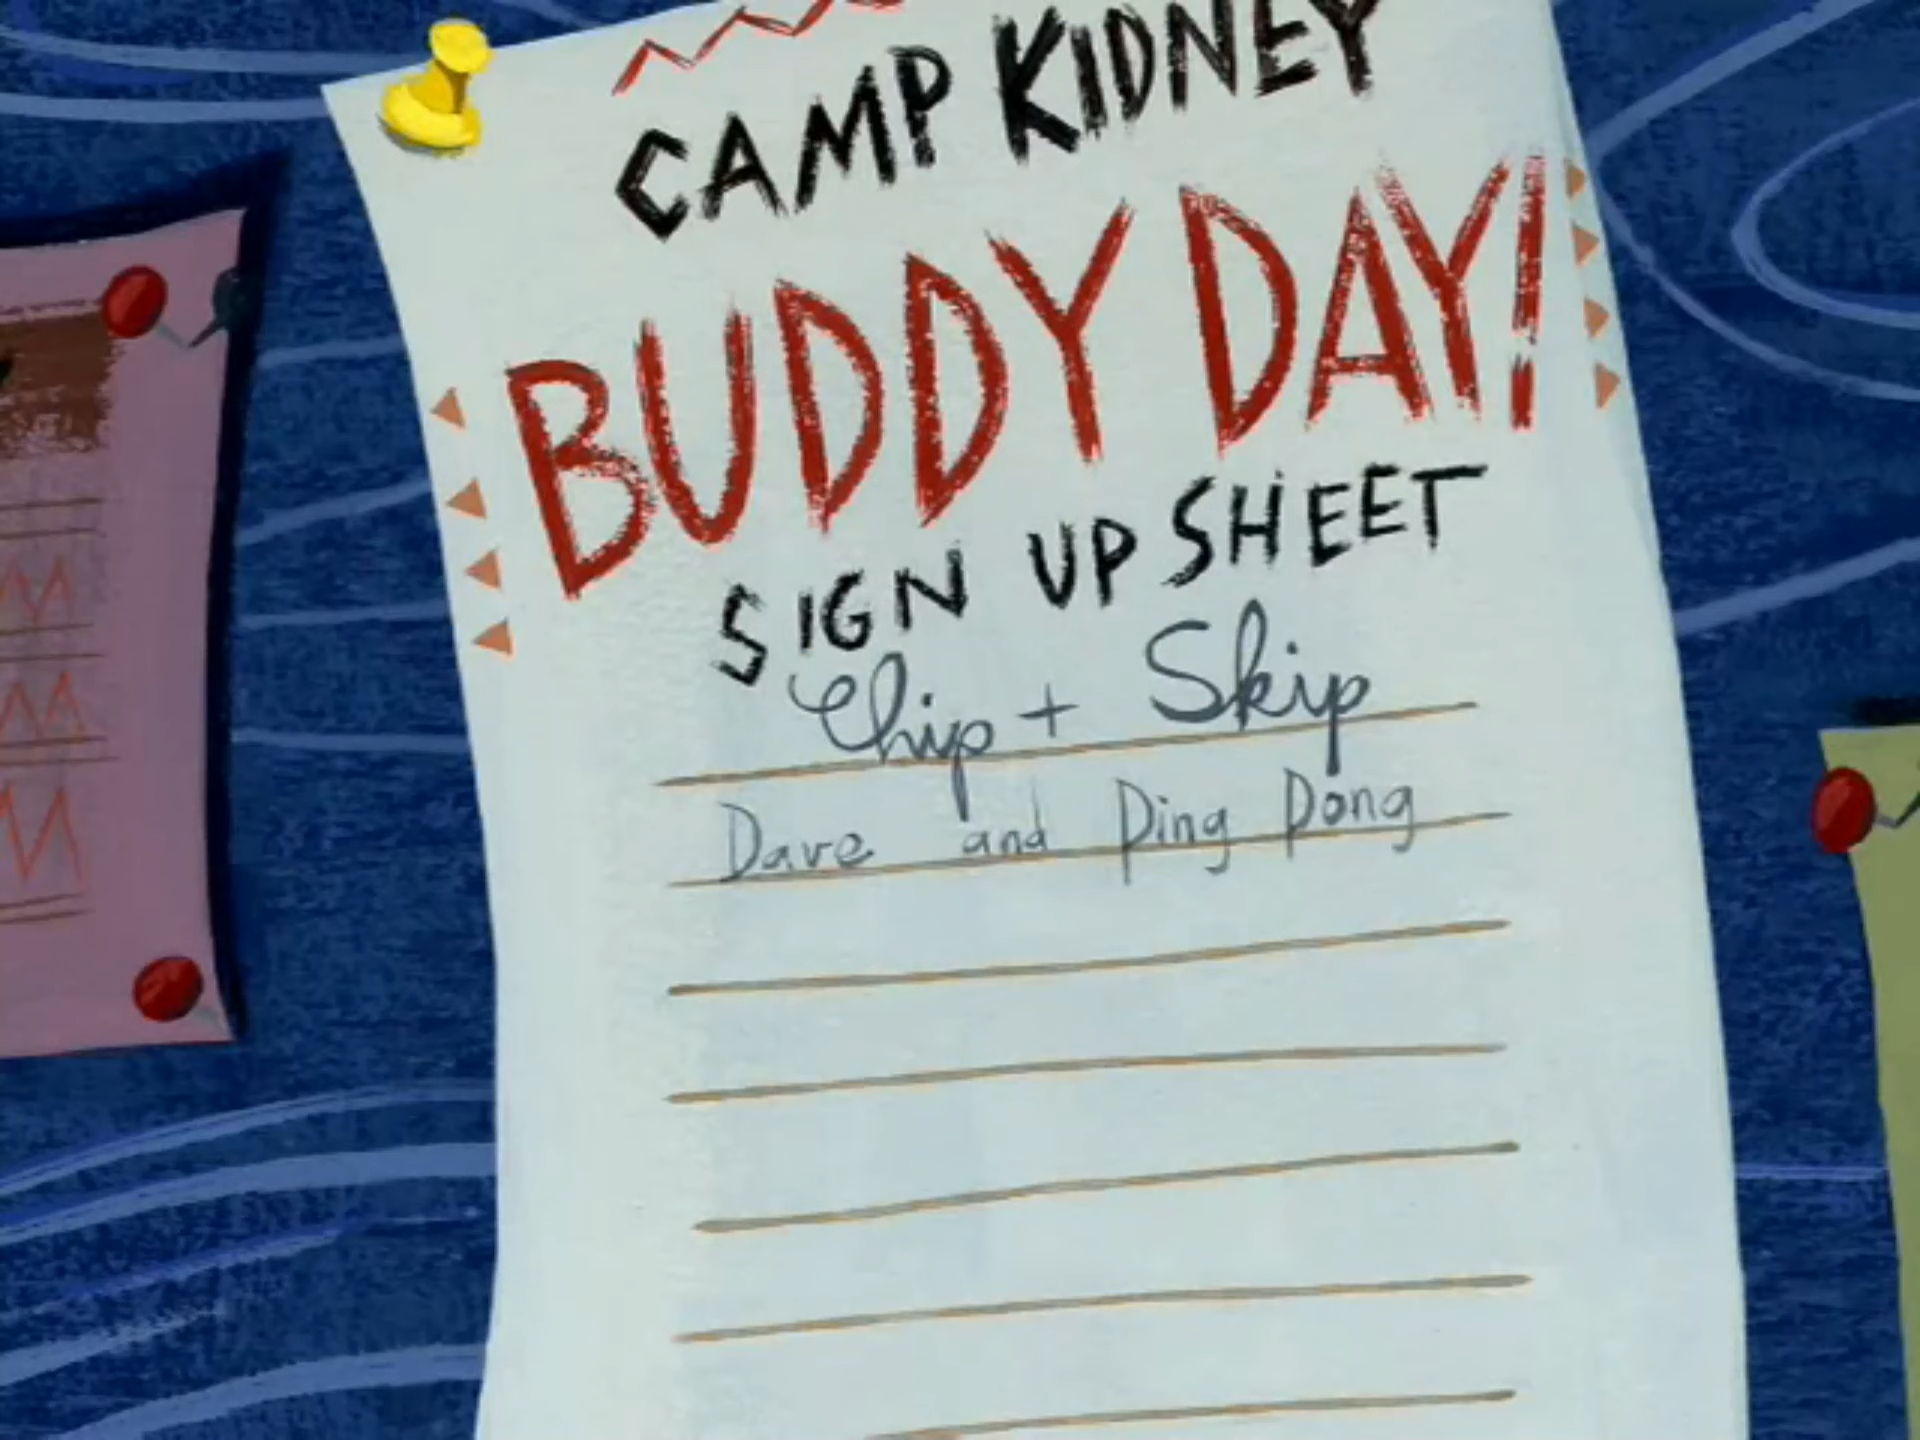 CAMP KIDNEY
BUDDY DAY!
SIGN UP SHEET
Chip + Skip
Dave and Ping Pong